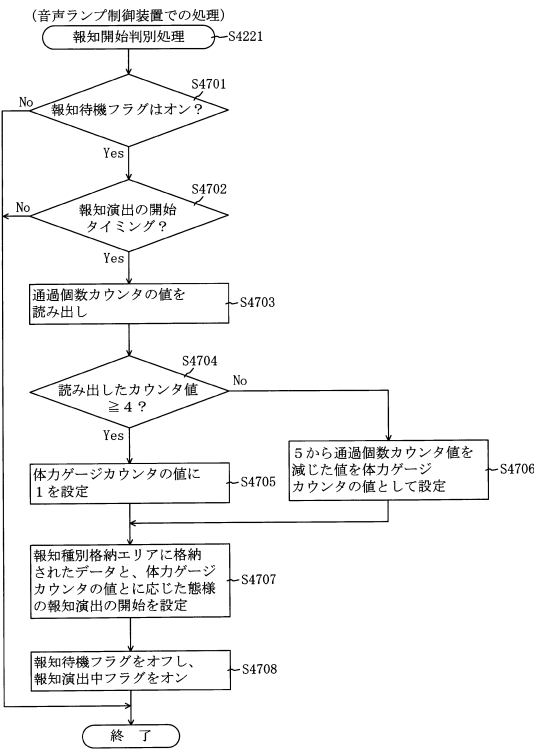 (音声ランプ制御装置での処理)
報知開始判別処理
S4221
S4701
No
報知待機フラグはオン？
Yes
S4702
No
報知演出の開始
タイミング？
Yes
通過個数カウンタの値を
読み出し
S4703
S4704
読み出したカウンタ値
≧４？
No
Yes
体力ゲージカウンタの値に
１を設定
S4705
５から通過個数カウンタ値を
減じた値を体力ゲージ
カウンタの値として設定
S4706
報知種別格納エリアに格納
されたデータと、体力ゲージ
カウンタの値とに応じた態様
の報知演出の開始を設定
S4707
報知待機フラグをオフし、
報知演出中フラグをオン
S4708
終 了